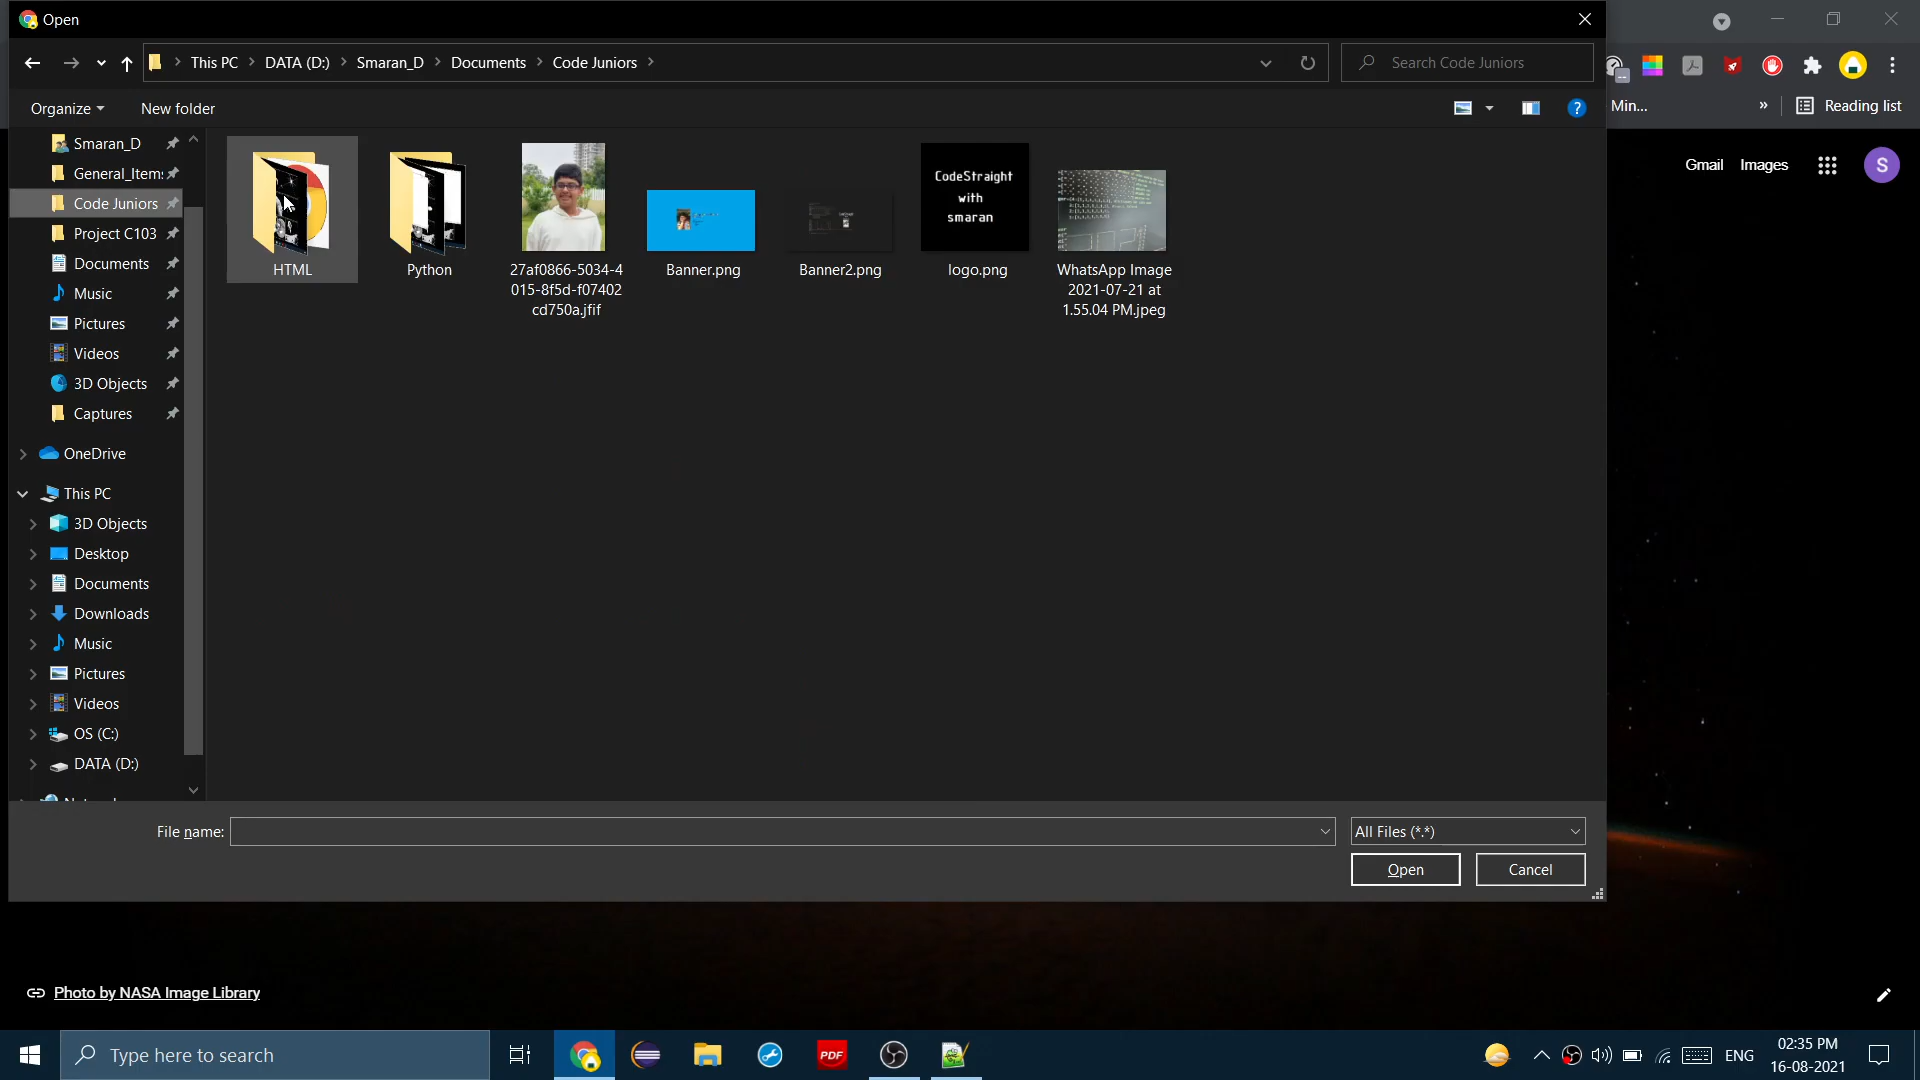 Open
This PC
DATA (D:)
Smaran_D
Documents
Code Juniors
Search Code Juniors
Organize
New folder
Min...
»
Reading list
Gmail
Images
S
Smaran_D
General_Item
Code Juniors
Project C103
Documents
Music
Pictures
Videos
3D Objects
Captures
OneDrive
This PC
3D Objects
Desktop
Documents
Downloads
Music
Pictures
Videos
OS (C:)
DATA (D:)
HTML
Python
27af0866-5034-4
015-8f5d-f07402
cd750a.jfif
Banner.png
Banner2.png
CodeStraight
with
smaran
logo.png
WhatsApp Image
2021-07-21 at
1.55.04 PM.jpeg
File name:
All Files (*.*)
Open
Cancel
Photo by NASA Image Library
Type here to search
PDF
ENG
02:35 PM
16-08-2021